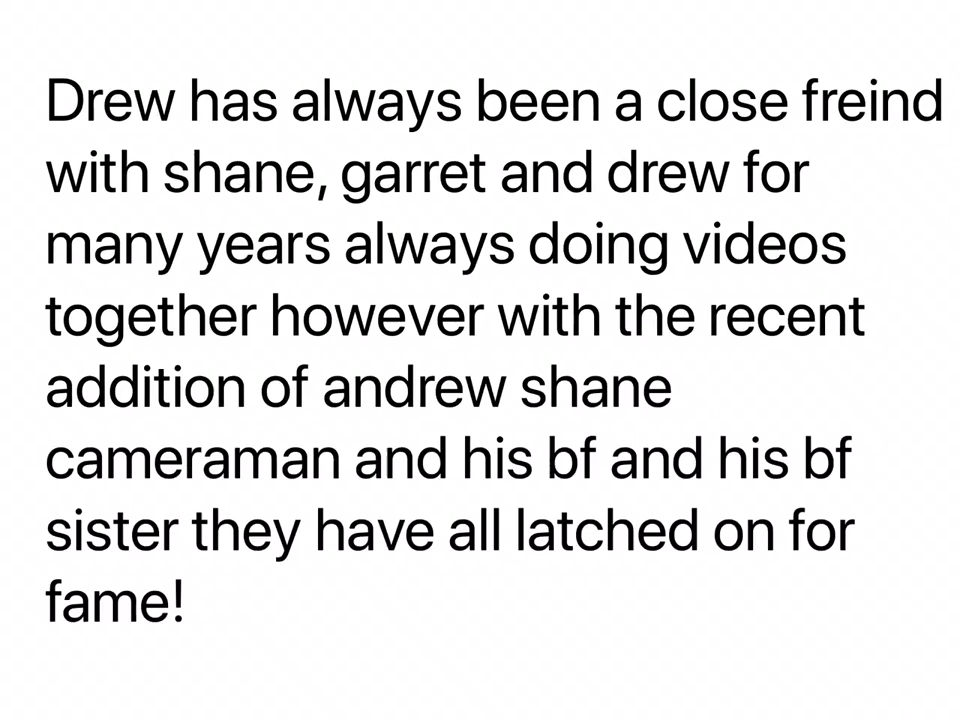 Drew has always been a close freind
with shane, garret and drew for
many years always doing videos
together however with the recent
addition of andrew shane
cameraman and his bf and his bf
sister they have all latched on for
fame!